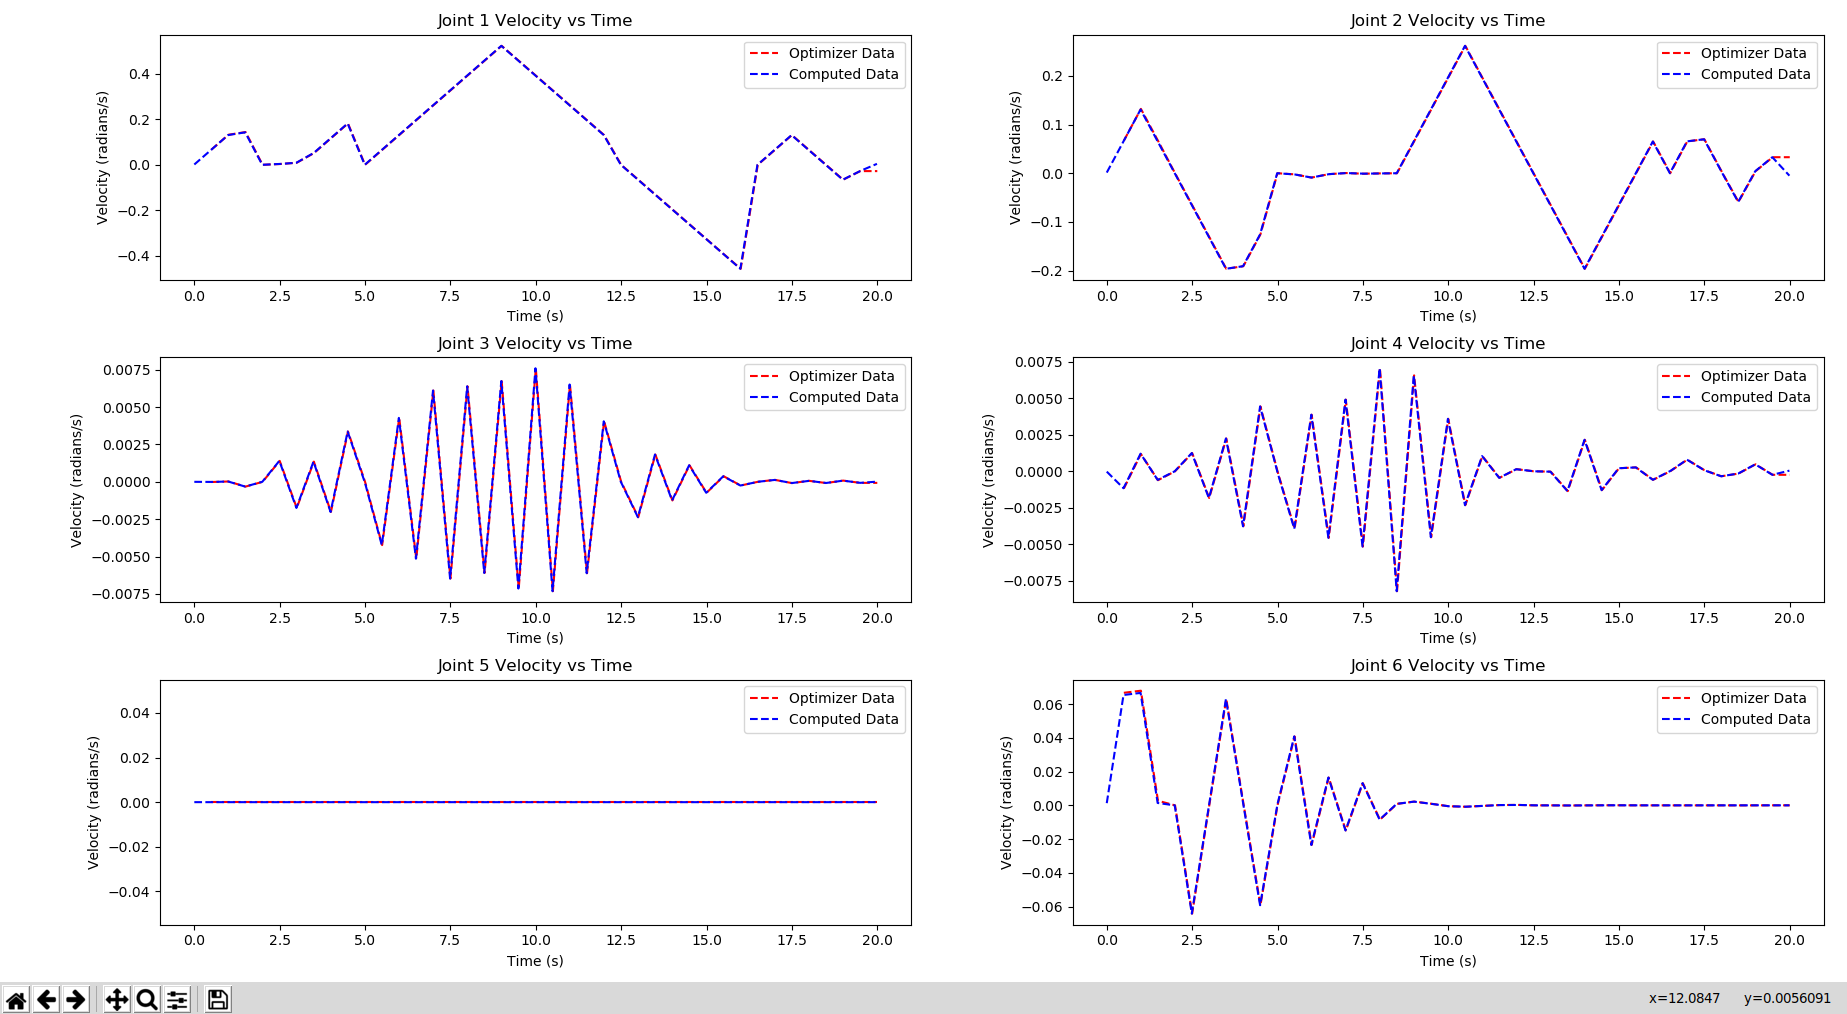 Joint 1 Velocity vs Time
Velocity (radians/s)
0.4
0.2
0.0
−0.2
−0.4
Optimizer Data
Computed Data
0.0 2.5 5.0 7.5 10.0 12.5 15.0 17.5 20.0
Time (s)
Joint 2 Velocity vs Time
Velocity (radians/s)
0.2
0.1
0.0
−0.1
−0.2
Optimizer Data
Computed Data
0.0 2.5 5.0 7.5 10.0 12.5 15.0 17.5 20.0
Time (s)
Joint 3 Velocity vs Time
Velocity (radians/s)
0.0075
0.0050
0.0025
0.0000
−0.0025
−0.0050
−0.0075
Optimizer Data
Computed Data
0.0 2.5 5.0 7.5 10.0 12.5 15.0 17.5 20.0
Time (s)
Joint 4 Velocity vs Time
Velocity (radians/s)
0.0075
0.0050
0.0025
0.0000
−0.0025
−0.0050
−0.0075
Optimizer Data
Computed Data
0.0 2.5 5.0 7.5 10.0 12.5 15.0 17.5 20.0
Time (s)
Joint 5 Velocity vs Time
Velocity (radians/s)
0.04
0.02
0.00
−0.02
−0.04
Optimizer Data
Computed Data
0.0 2.5 5.0 7.5 10.0 12.5 15.0 17.5 20.0
Time (s)
Joint 6 Velocity vs Time
Velocity (radians/s)
0.06
0.04
0.02
0.00
−0.02
−0.04
−0.06
Optimizer Data
Computed Data
0.0 2.5 5.0 7.5 10.0 12.5 15.0 17.5 20.0
Time (s)
x=12.0847 y=0.0056091